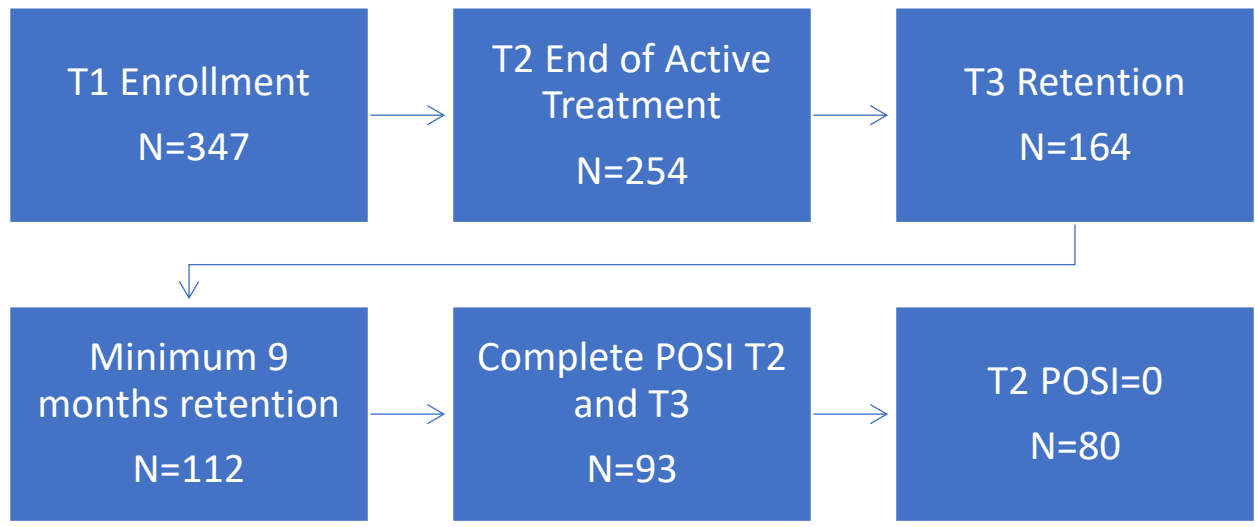 T1 Enrollment
N=347
T2 End of Active
Treatment
N=254
T3 Retention
N=164
Minimum 9
months retention
N=112
Complete POSI T2
and T3
N=93
T2 POSI=0
N=80